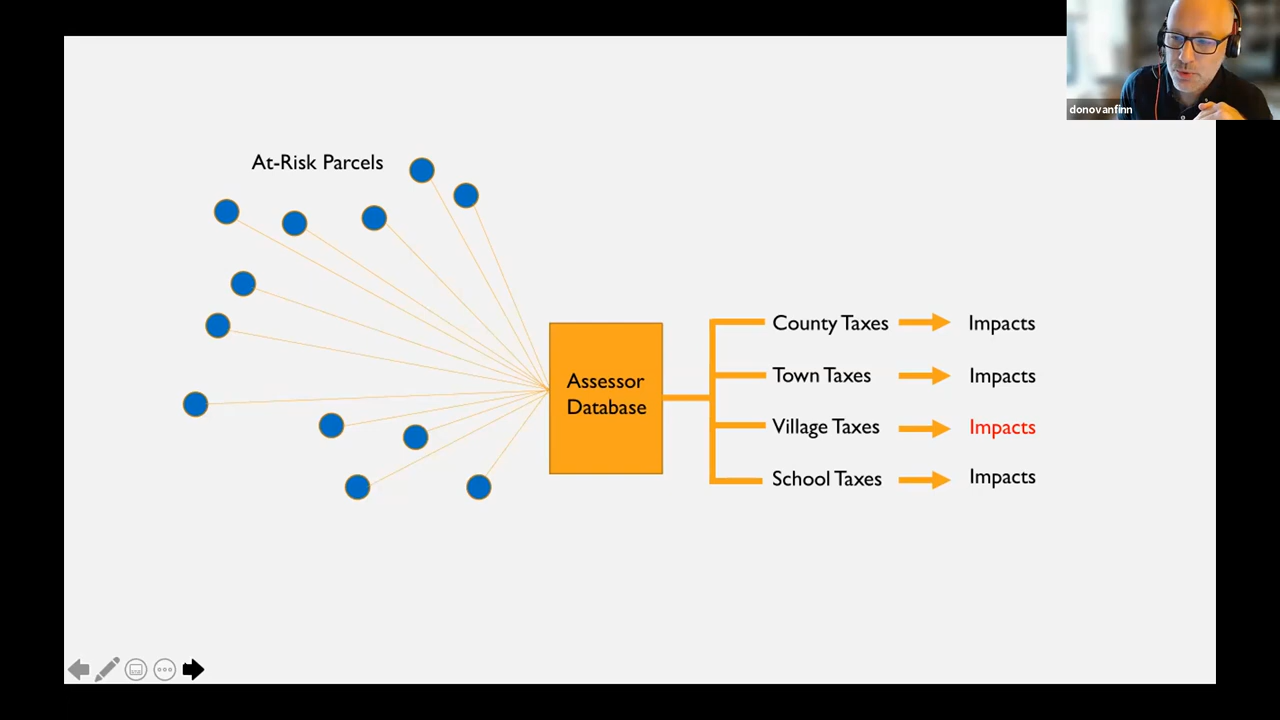 donovanfinn
At-Risk Parcels
Assessor
Database
County Taxes
Impacts
Town Taxes
Impacts
Village Taxes
Impacts
School Taxes
Impacts